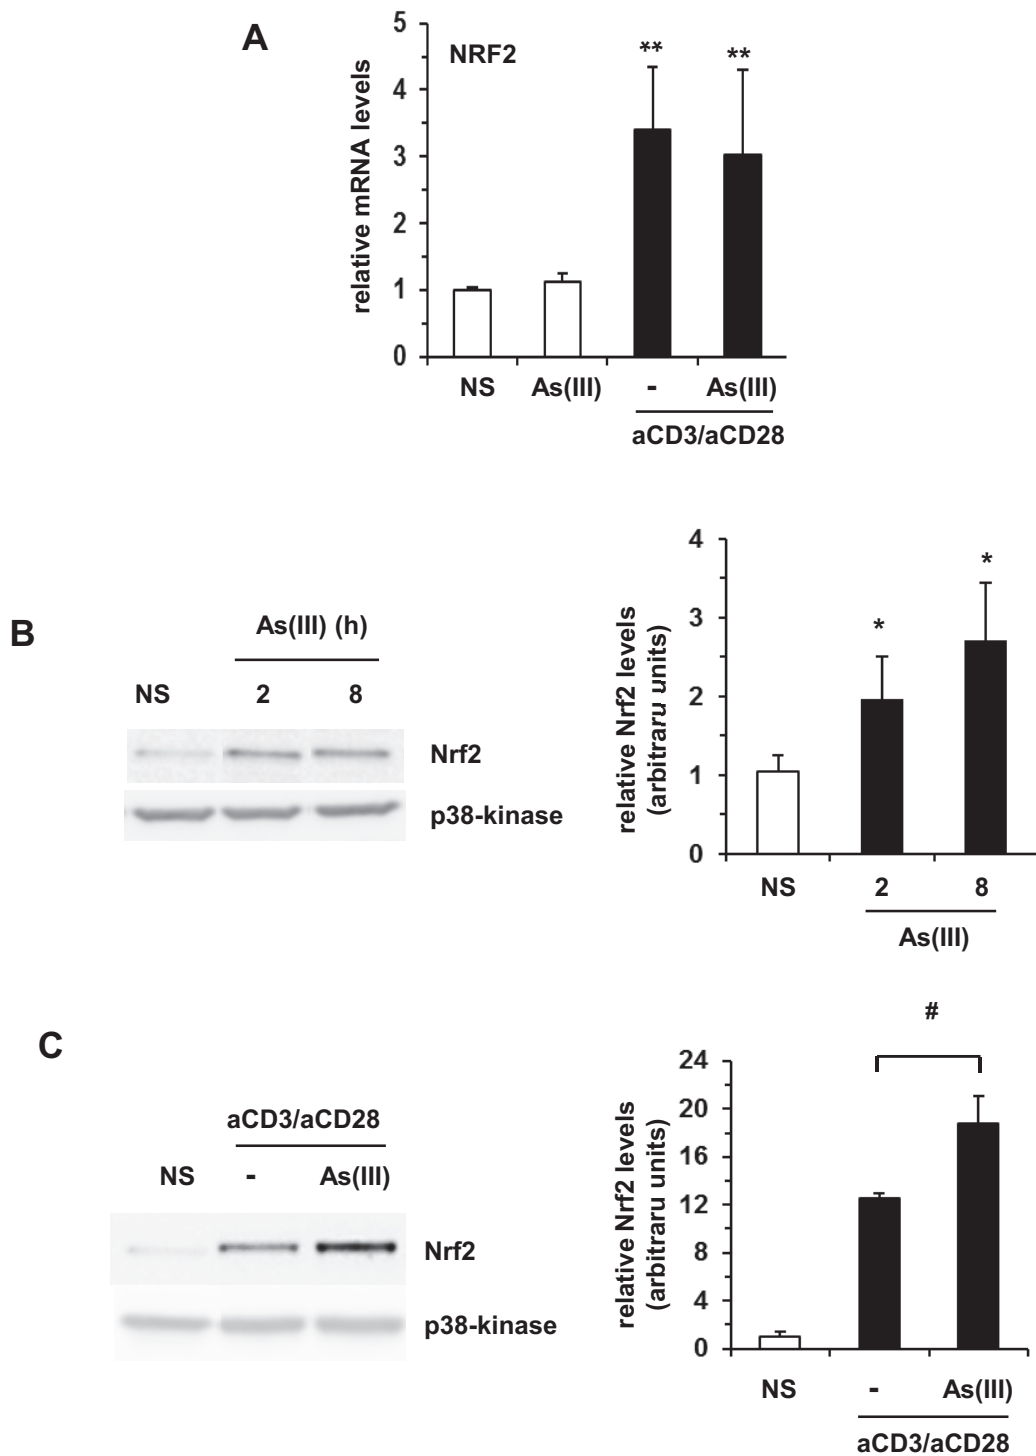 A
NRF2
relative mRNA levels
5
4
3
2
1
0
**
**
NS As(III) - As(III)
aCD3/aCD28
B
As(III) (h)
NS 2 8
Nrf2
p38-kinase
relative Nrf2 levels
(arbitraru units)
4
3
2
1
0
*
*
NS 2 8
As(III)
C
aCD3/aCD28
NS - As(III)
Nrf2
p38-kinase
relative Nrf2 levels
(arbitraru units)
#
24
20
16
12
8
4
0
NS - As(III)
aCD3/aCD28